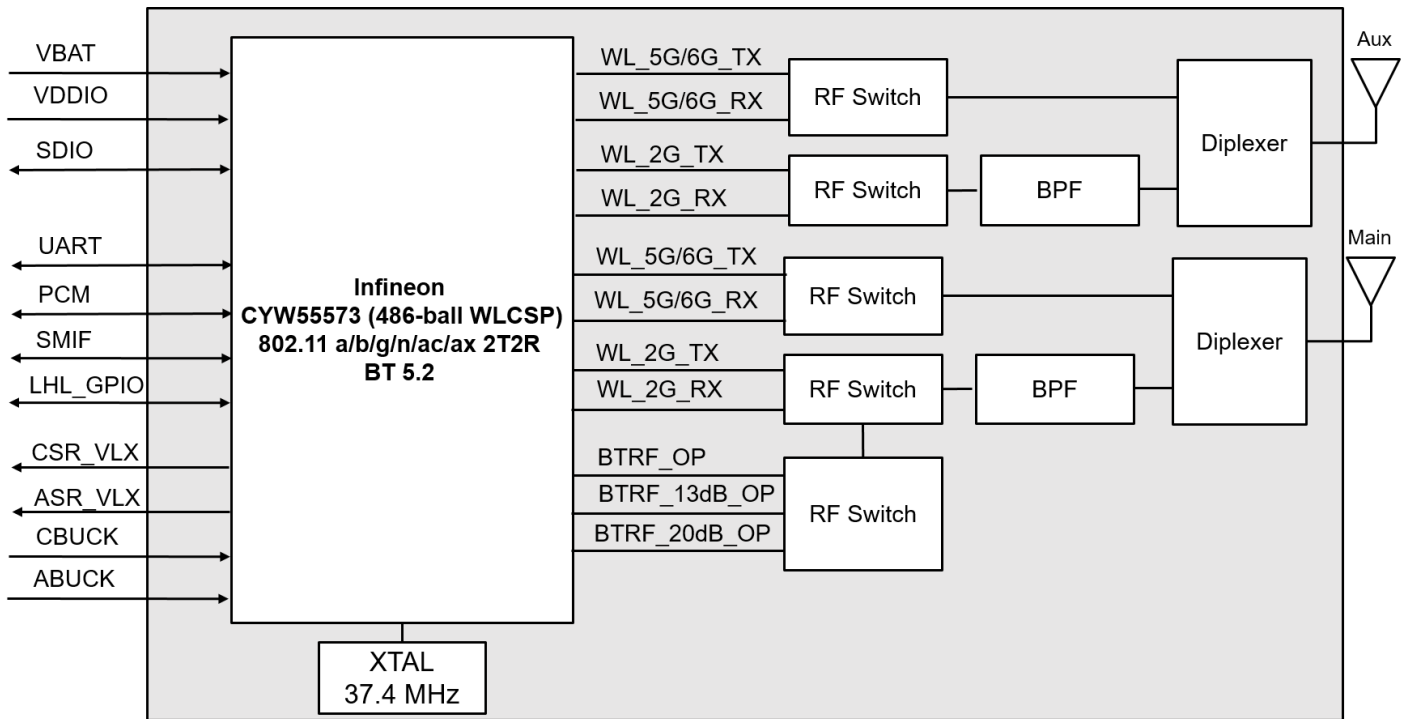 VBAT
VDDIO
SDIO
UART
PCM
SMIF
LHL_GPIO
CSR_VLX
ASR_VLX
CBUCK
ABUCK
Infineon
CYW55573 (486-ball WLCSP)
802.11 a/b/g/n/ac/ax 2T2R
BT 5.2
XTAL
37.4 MHz
WL_5G/6G_TX
WL_5G/6G_RX
RF Switch
WL_2G_TX
WL_2G_RX
RF Switch
BPF
Diplexer
Aux
WL_5G/6G_TX
WL_5G/6G_RX
RF Switch
WL_2G_TX
WL_2G_RX
RF Switch
BPF
Diplexer
Main
BTRF_OP
BTRF_13dB_OP
BTRF_20dB_OP
RF Switch